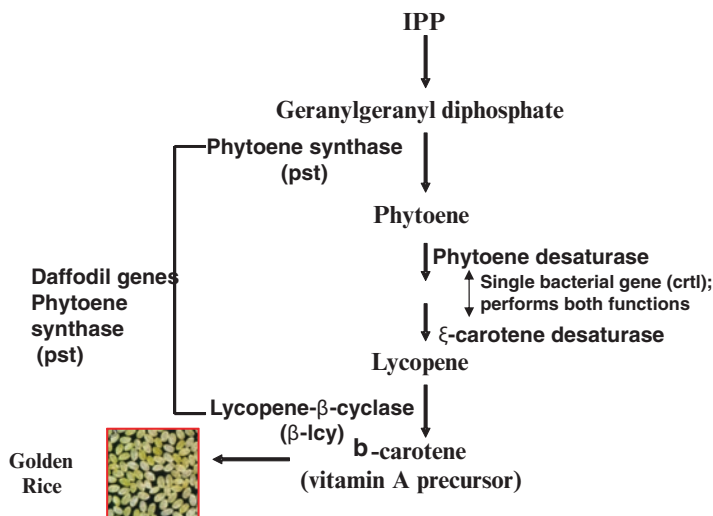 IPP
Geranylgeranyl diphosphate
Phytoene synthase
(pst)
Phytoene
Phytoene desaturase
Single bacterial gene (crtl);
performs both functions
ξ-carotene desaturase
Daffodil genes
Phytoene
synthase
(pst)
Lycopene
Lycopene-β-cyclase
(β-lcy)
b-carotene
(vitamin A precursor)
Golden
Rice